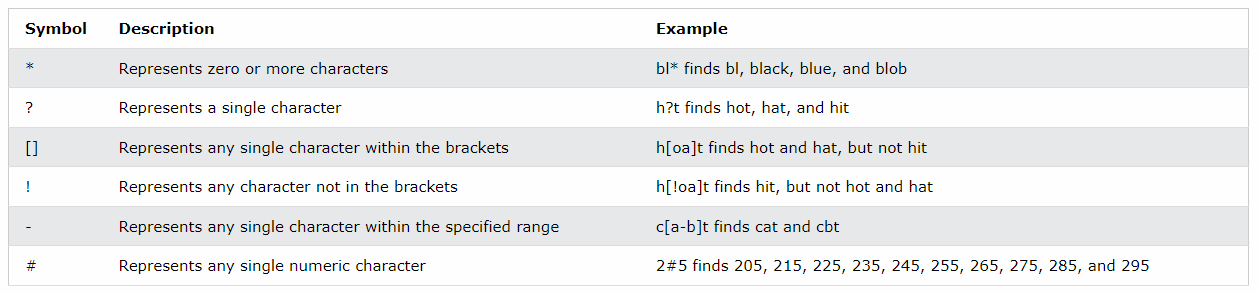 Symbol Description Example
* Represents zero or more characters bl* finds bl, black, blue, and blob
? Represents a single character h?t finds hot, hat, and hit
[] Represents any single character within the brackets h[oa]t finds hot and hat, but not hit
! Represents any character not in the brackets h[!oa]t finds hit, but not hot and hat
- Represents any single character within the specified range c[a-b]t finds cat and cbt
# Represents any single numeric character 2#5 finds 205, 215, 225, 235, 245, 255, 265, 275, 285, and 295